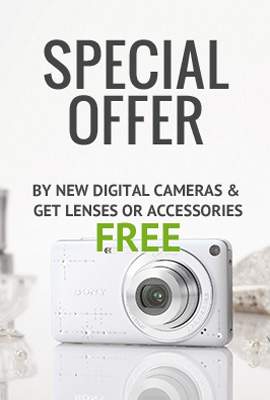 SPECIAL
OFFER
BY NEW DIGITAL CAMERAS &
GET LENSES OR ACCESSORIES
FREE
SONY